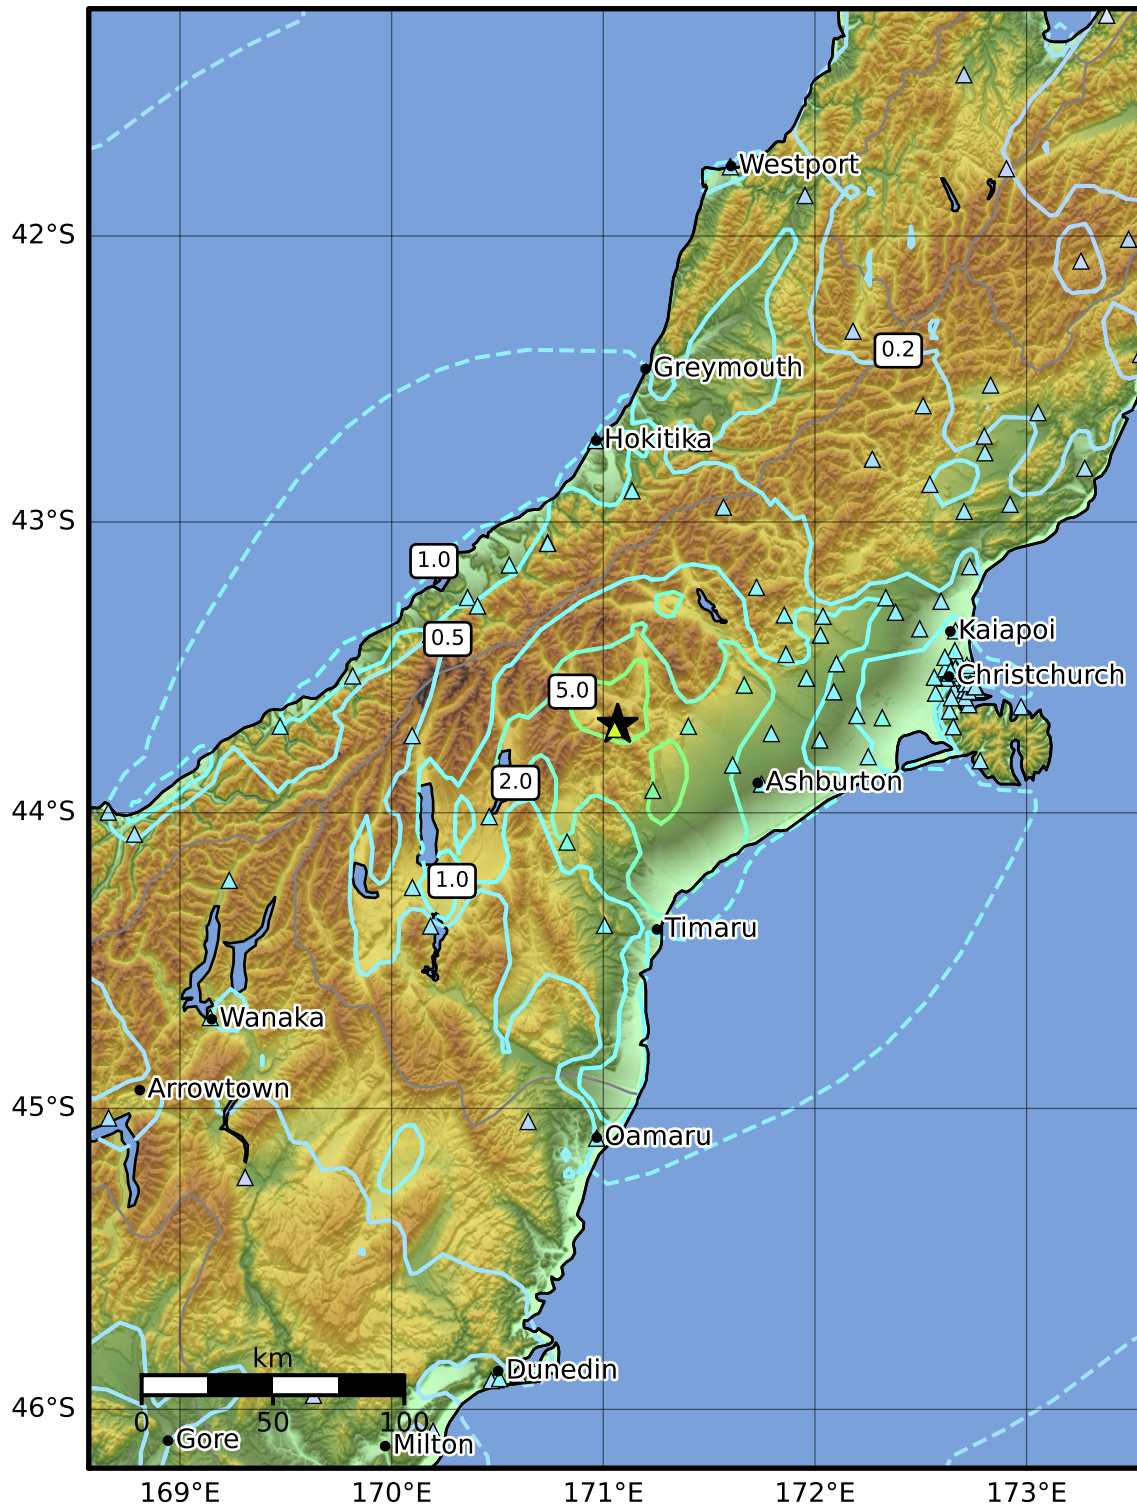 Westport
42°S
0.2
Greymouth
Hokitika
43°S
1.0
0.5
Kaiapoi
Christchurch
5.0
2.0
Ashburton
44°S
1.0
Timaru
Wanaka
Arrowtown
45°S
Oamaru
km
Dunedin
46°S
0 50 100
Gore
Milton
169°E 170°E 171°E 172°E 173°E